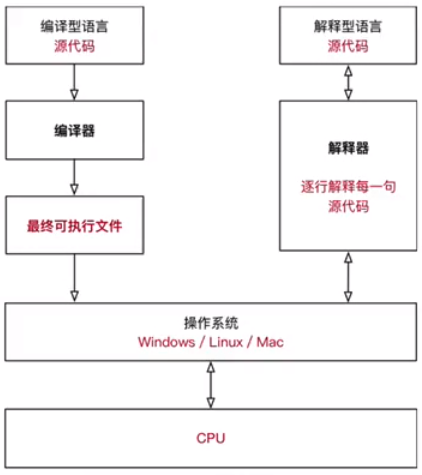 编译型语言
源代码
编译器
最终可执行文件
解释型语言
源代码
解释器
逐行解释每一句
源代码
操作系统
Windows / Linux / Mac
CPU